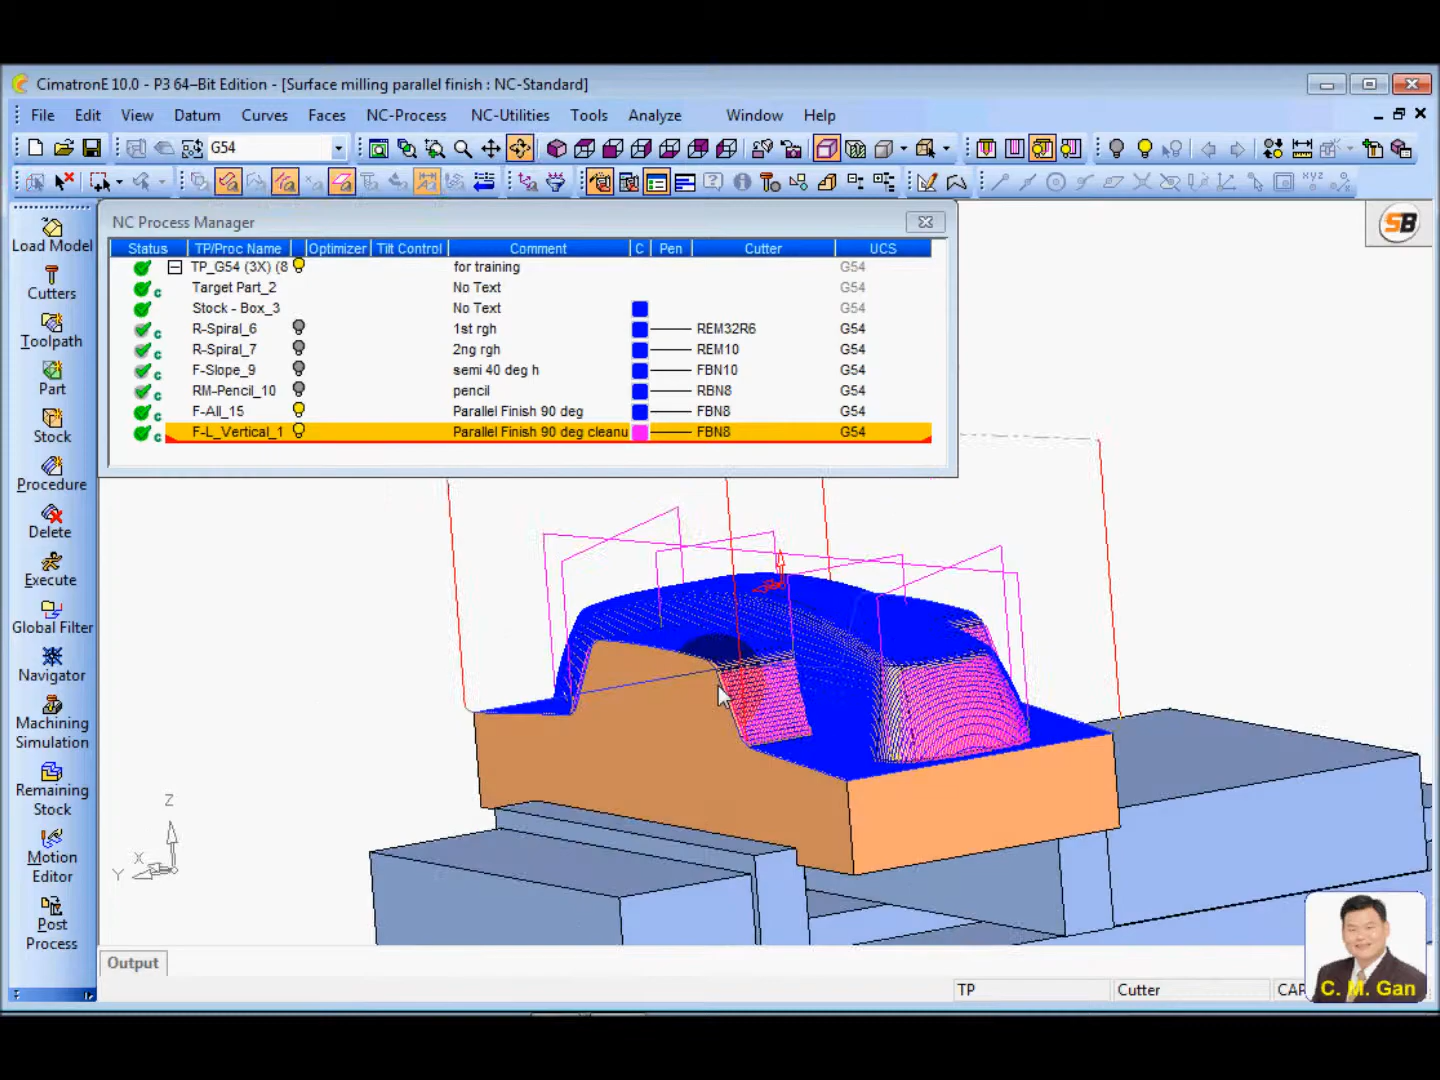 CimatronE 10.0 - P3 64–Bit Edition - [Surface milling parallel finish : NC-Standard]
File Edit View Datum Curves Faces NC-Process NC-Utilities Tools Analyze Window Help
G54
XYZ
SB
Load Model
Cutters
Toolpath
Part
Stock
Procedure
Delete
Execute
Global Filter
Navigator
Machining
Simulation
Remaining
Stock
Motion
Editor
Post
Process
NC Process Manager
Status TP/Proc Name Optimizer Tilt Control Comment C Pen Cutter UCS
TP_G54 (3X) (8 for training G54
c Target Part_2 No Text G54
Stock - Box_3 No Text G54
c R-Spiral_6 1st rgh REM32R6 G54
c R-Spiral_7 2ng rgh REM10 G54
c F-Slope_9 semi 40 deg h FBN10 G54
c RM-Pencil_10 pencil RBN8 G54
c F-All_15 Parallel Finish 90 deg FBN8 G54
c F-L_Vertical_1 Parallel Finish 90 deg cleanu FBN8 G54
Z
X
Y
Output
TP Cutter CAP
C. M. Gan